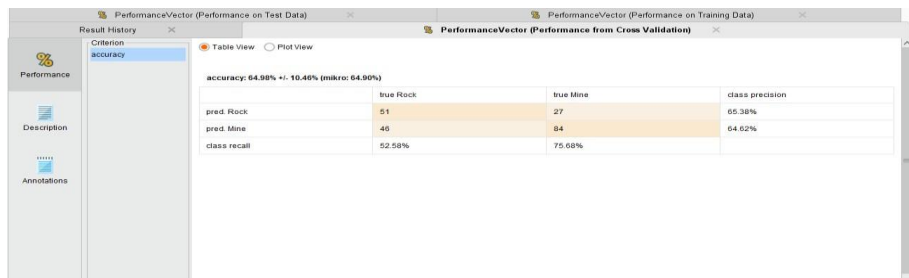 PerformanceVector (Performance on Test Data) PerformanceVector (Performance on Training Data)
Result History PerformanceVector (Performance from Cross Validation)
Performance
Description
Annotations
Criterion
accuracy
Table View Plot View
accuracy: 64.98% +/- 10.46% (mikro: 64.90%)
true Rock true Mine class precision
pred. Rock 51 27 65.38%
pred. Mine 46 84 64.62%
class recall 52.58% 75.68%